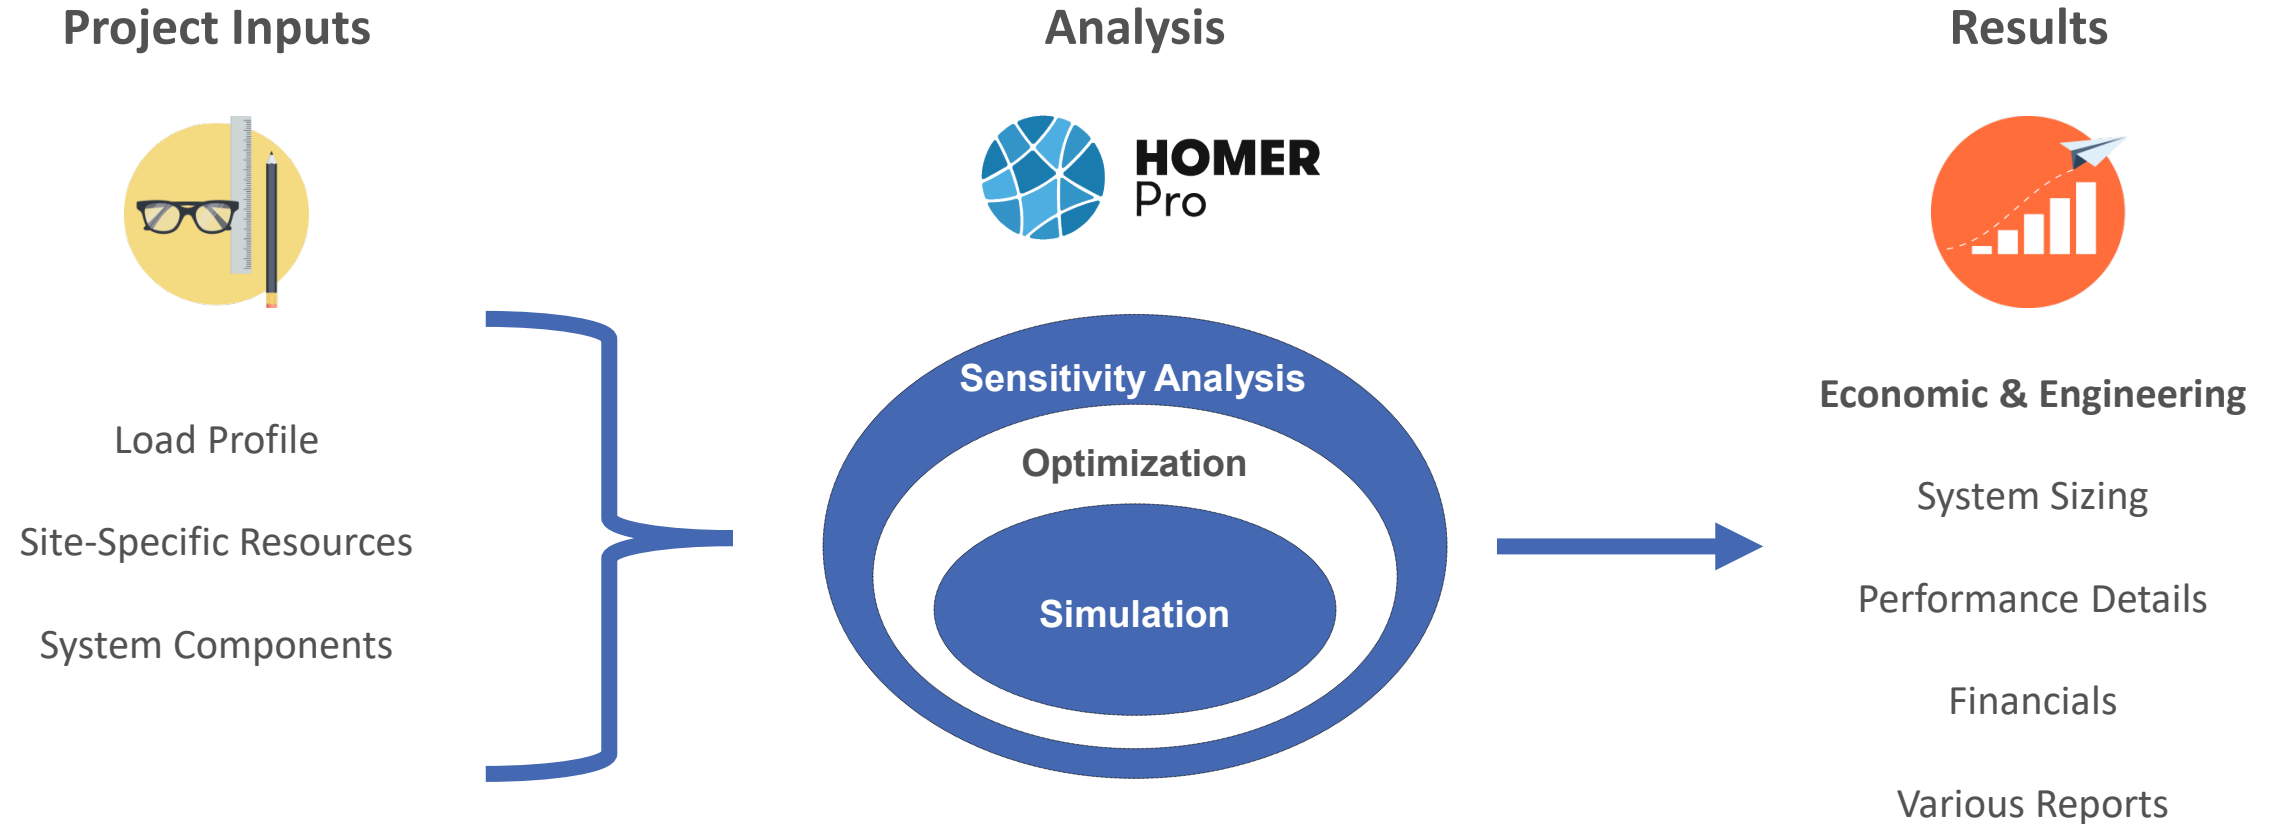 Project Inputs
Load Profile
Site-Specific Resources
System Components
Analysis
HOMER
Pro
Sensitivity Analysis
Optimization
Simulation
Results
Economic & Engineering
System Sizing
Performance Details
Financials
Various Reports